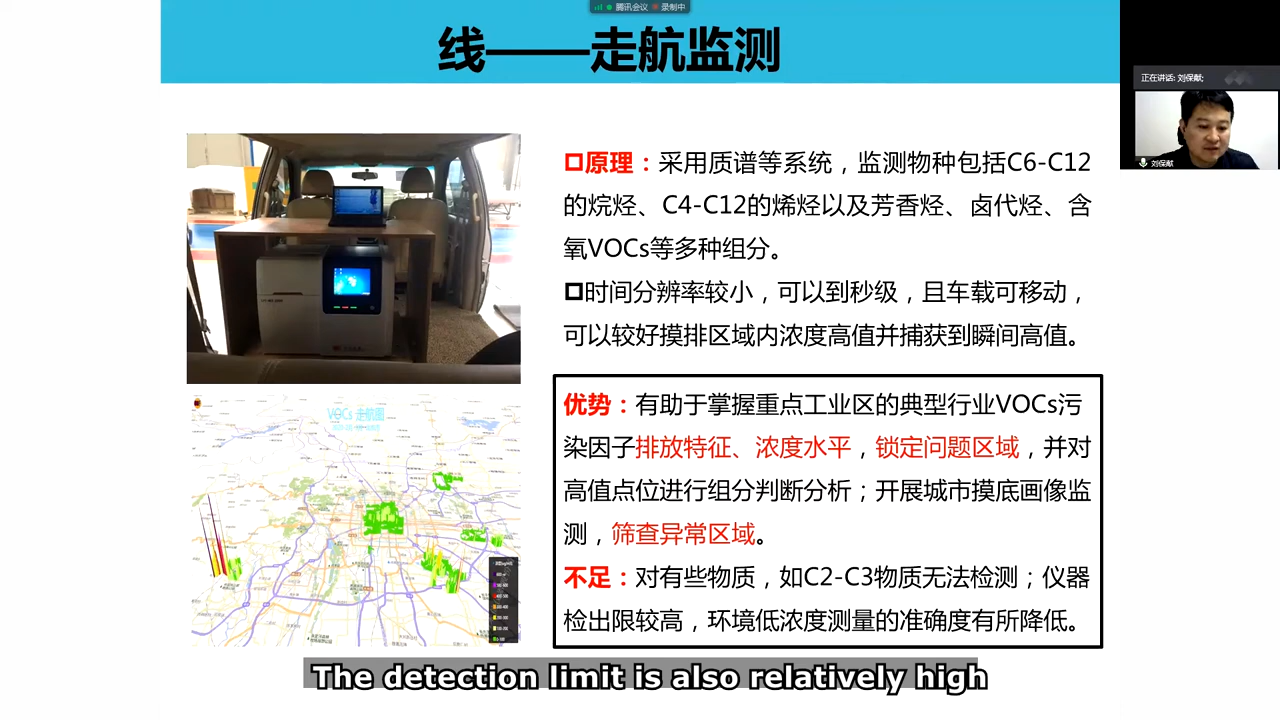 腾讯会议 录制中
线——走航监测
正在讲话: 刘保献;
刘保献
原理：采用质谱等系统，监测物种包括C6-C12
的烷烃、C4-C12的烯烃以及芳香烃、卤代烃、含
氧VOCs等多种组分。
时间分辨率较小，可以到秒级，且车载可移动，
可以较好摸排区域内浓度高值并捕获到瞬间高值。
VOCs 走航图
优势：有助于掌握重点工业区的典型行业VOCs污
染因子排放特征、浓度水平，锁定问题区域，并对
高值点位进行组分判断分析；开展城市摸底画像监
测，筛查异常区域。
不足：对有些物质，如C2-C3物质无法检测；仪器
检出限较高，环境低浓度测量的准确度有所降低。
The detection limit is also relatively high